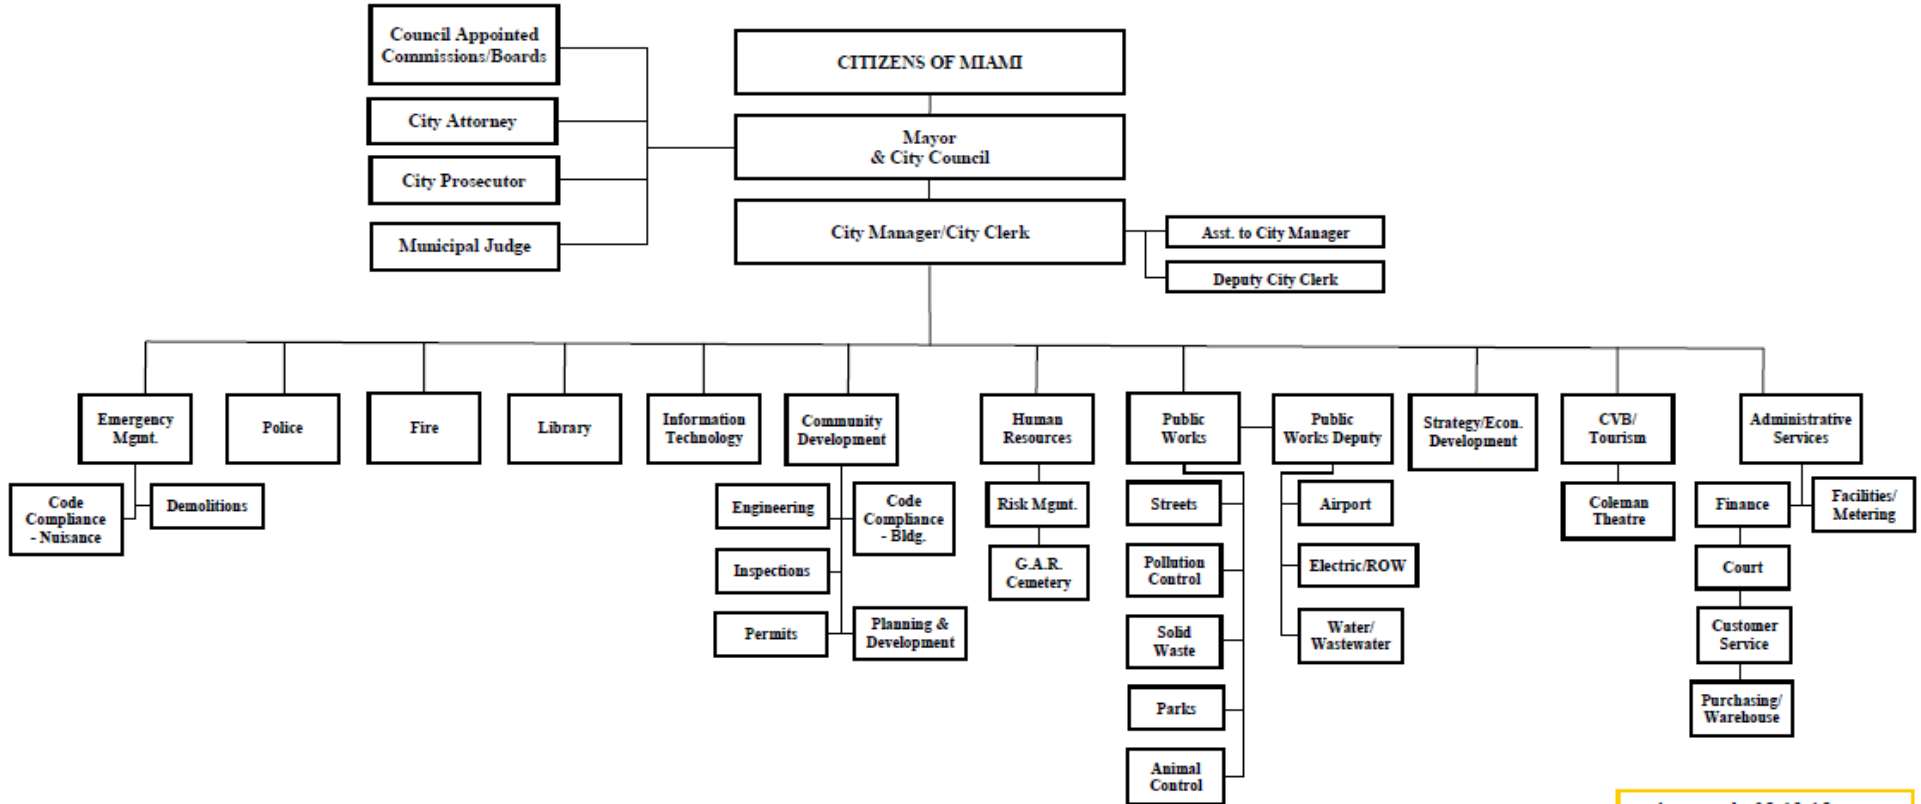 Council Appointed
Commissions/Boards
CITIZENS OF MIAMI
City Attorney
Mayor
& City Council
City Prosecutor
City Manager/City Clerk
Asst. to City Manager
Municipal Judge
Deputy City Clerk
Emergency
Mgmt.
Police
Fire
Library
Information
Technology
Community
Development
Human
Resources
Public
Works
Public
Works Deputy
Strategy/Econ.
Development
CVB/
Tourism
Administrative
Services
Code
Compliance
- Nuisance
Demolitions
Engineering
Code
Compliance
- Bldg.
Inspections
Permits
Planning &
Development
Risk Mgmt.
G.A.R.
Cemetery
Streets
Pollution
Control
Solid
Waste
Parks
Animal
Control
Airport
Electric/ROW
Water/
Wastewater
Coleman
Theatre
Finance
Facilities/
Metering
Court
Customer
Service
Purchasing/
Warehouse